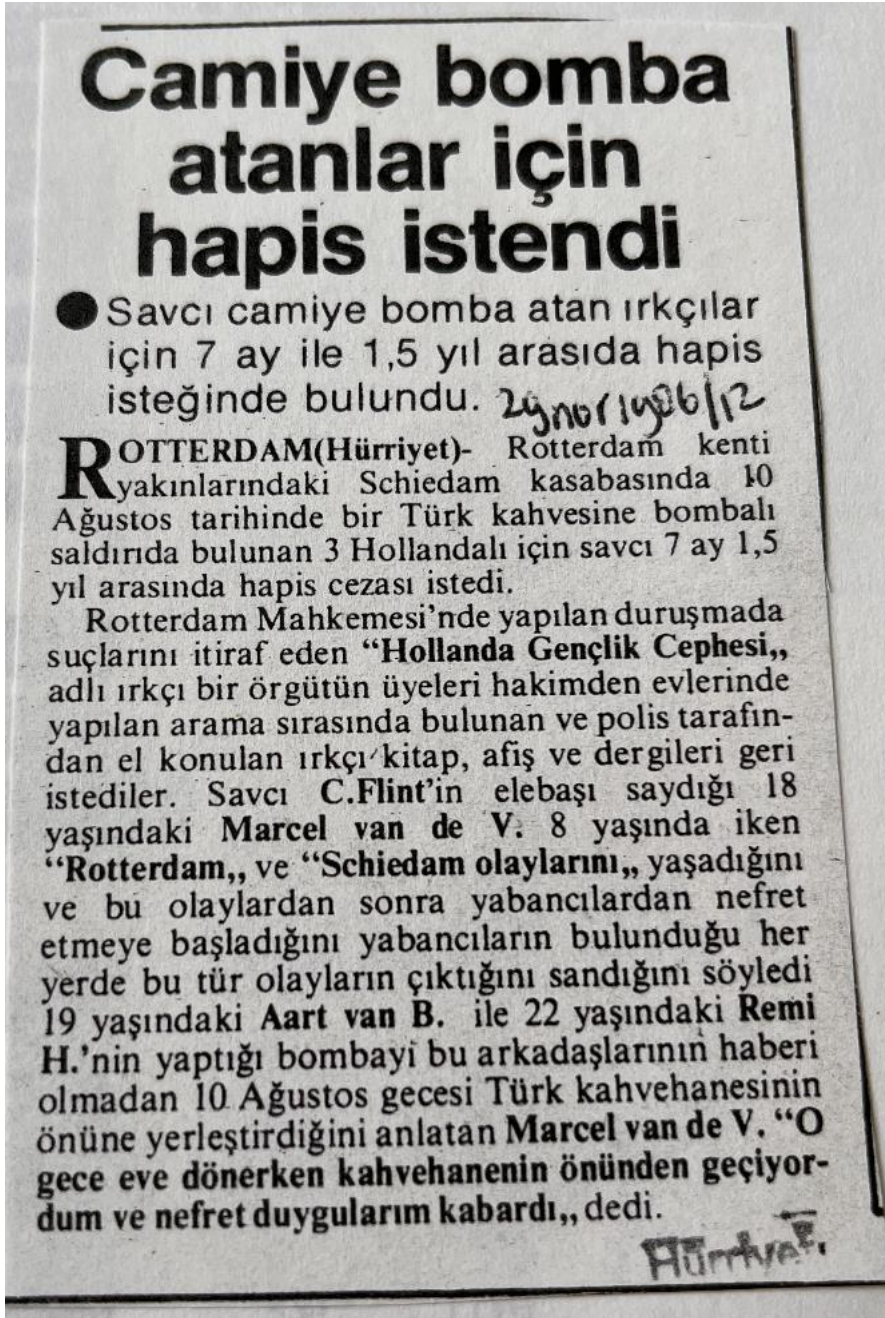 Camiye bomba
atanlar için
hapis istendi
● Savcı camiye bomba atan ırkçılar
için 7 ay ile 1,5 yıl arasıda hapis
isteğinde bulundu. 29 nov 1986/12
ROTTERDAM(Hürriyet)- Rotterdam kenti
yakınlarındaki Schiedam kasabasında 10
Ağustos tarihinde bir Türk kahvesine bombalı
saldırıda bulunan 3 Hollandalı için savcı 7 ay 1,5
yıl arasında hapis cezası istedi.
Rotterdam Mahkemesi'nde yapılan duruşmada
suçlarını itiraf eden “Hollanda Gençlik Cephesi„
adlı ırkçı bir örgütün üyeleri hakimden evlerinde
yapılan arama sırasında bulunan ve polis tarafın-
dan el konulan ırkçı kitap, afiş ve dergileri geri
istediler. Savcı C.Flint'in elebaşı saydığı 18
yaşındaki Marcel van de V. 8 yaşında iken
“Rotterdam„ ve “Schiedam olaylarını„ yaşadığını
ve bu olaylardan sonra yabancılardan nefret
etmeye başladığını yabancıların bulunduğu her
yerde bu tür olayların çıktığını sandığını söyledi
19 yaşındaki Aart van B. ile 22 yaşındaki Remi
H.'nin yaptığı bombayi bu arkadaşlarının haberi
olmadan 10 Ağustos gecesi Türk kahvehanesinin
önüne yerleştirdiğini anlatan Marcel van de V. “O
gece eve dönerken kahvehanenin önünden geçiyor-
dum ve nefret duygularım kabardı„ dedi.
Hürriyet.